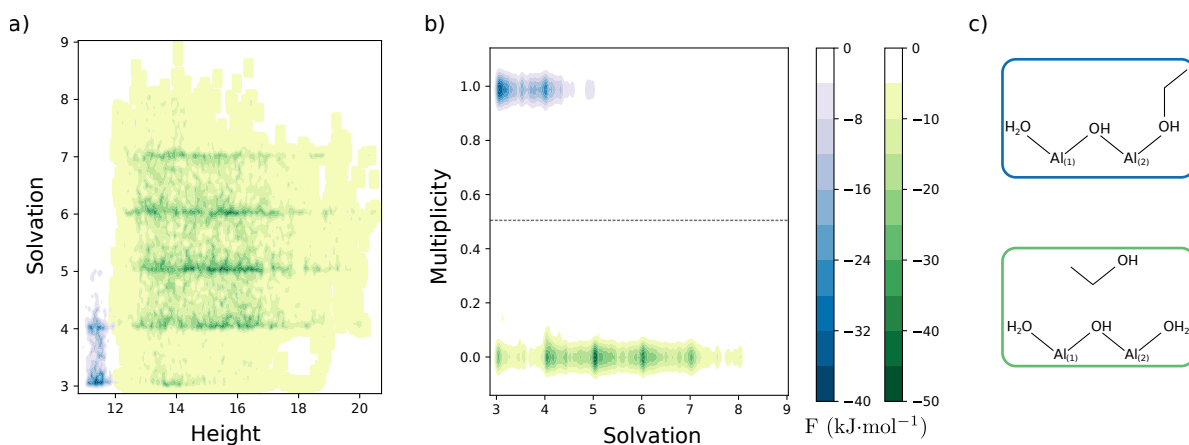 a)
9
8
7
6
5
4
3
Solvation
12
14
16
18
20
Height
b)
1.0
0.8
0.6
0.4
0.2
0.0
Multiplicity
3
4
5
6
7
8
9
Solvation
0
−8
−16
−24
−32
−40
0
−10
−20
−30
−40
−50
F (kJ·mol⁻¹)
c)
H₂O
OH
OH
Al₍₁₎
Al₍₂₎
OH
H₂O
OH
OH₂
Al₍₁₎
Al₍₂₎